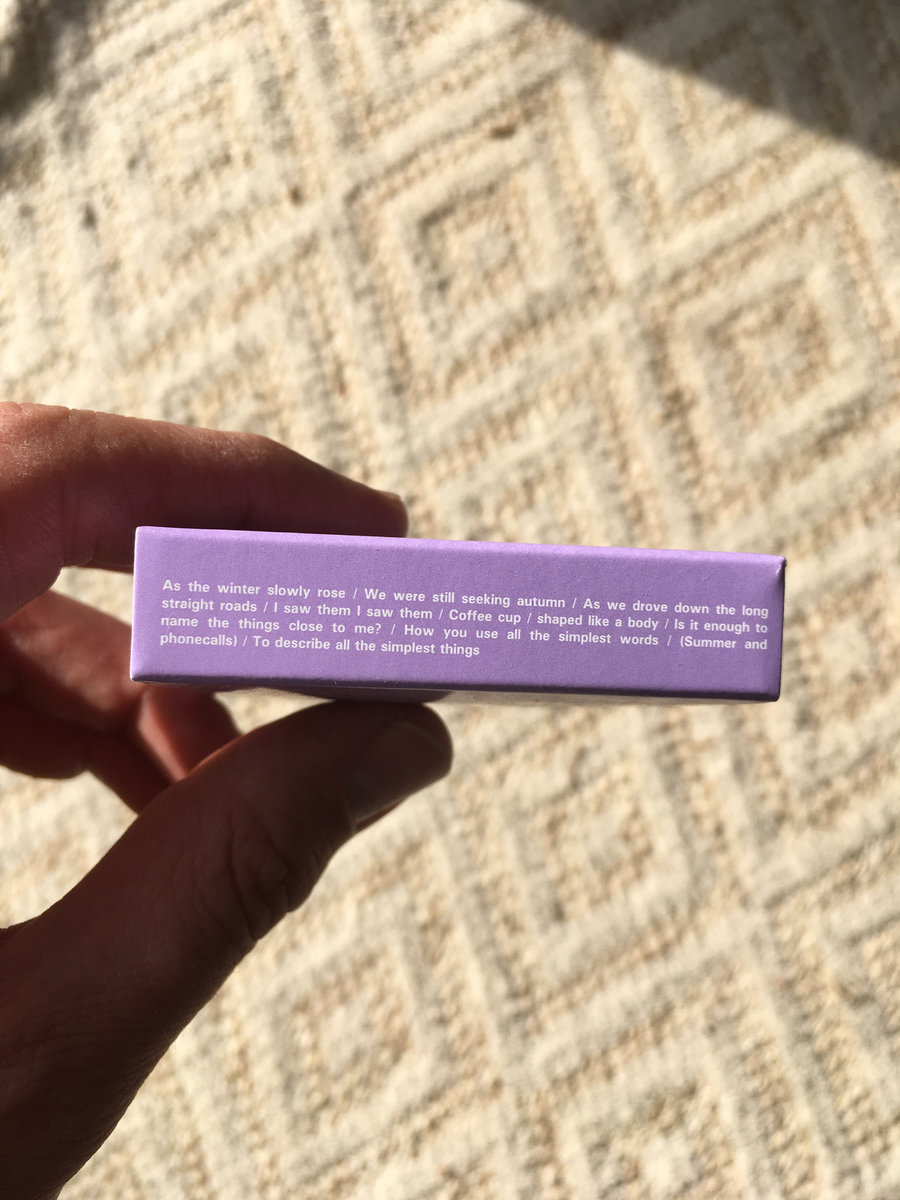 As the winter slowly rose / We were still seeking autumn / As we drove down the long
straight roads / I saw them I saw them / Coffee cup / shaped like a body / Is it enough to
name the things close to me? / How you use all the simplest words / (Summer and
phonecalls) / To describe all the simplest things